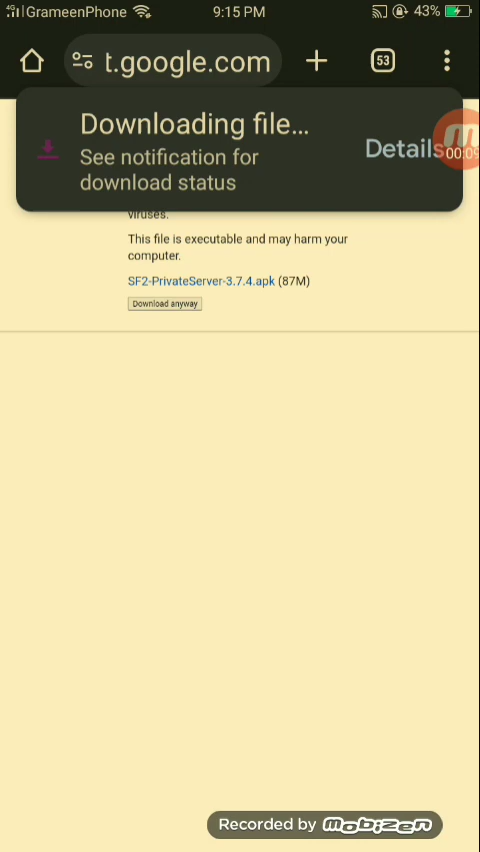 4G GrameenPhone 9:15 PM 43%
t.google.com 53
Downloading file...
See notification for
download status
Details
00:09
viruses.
This file is executable and may harm your
computer.
SF2-PrivateServer-3.7.4.apk (87M)
Download anyway
Recorded by mobizen